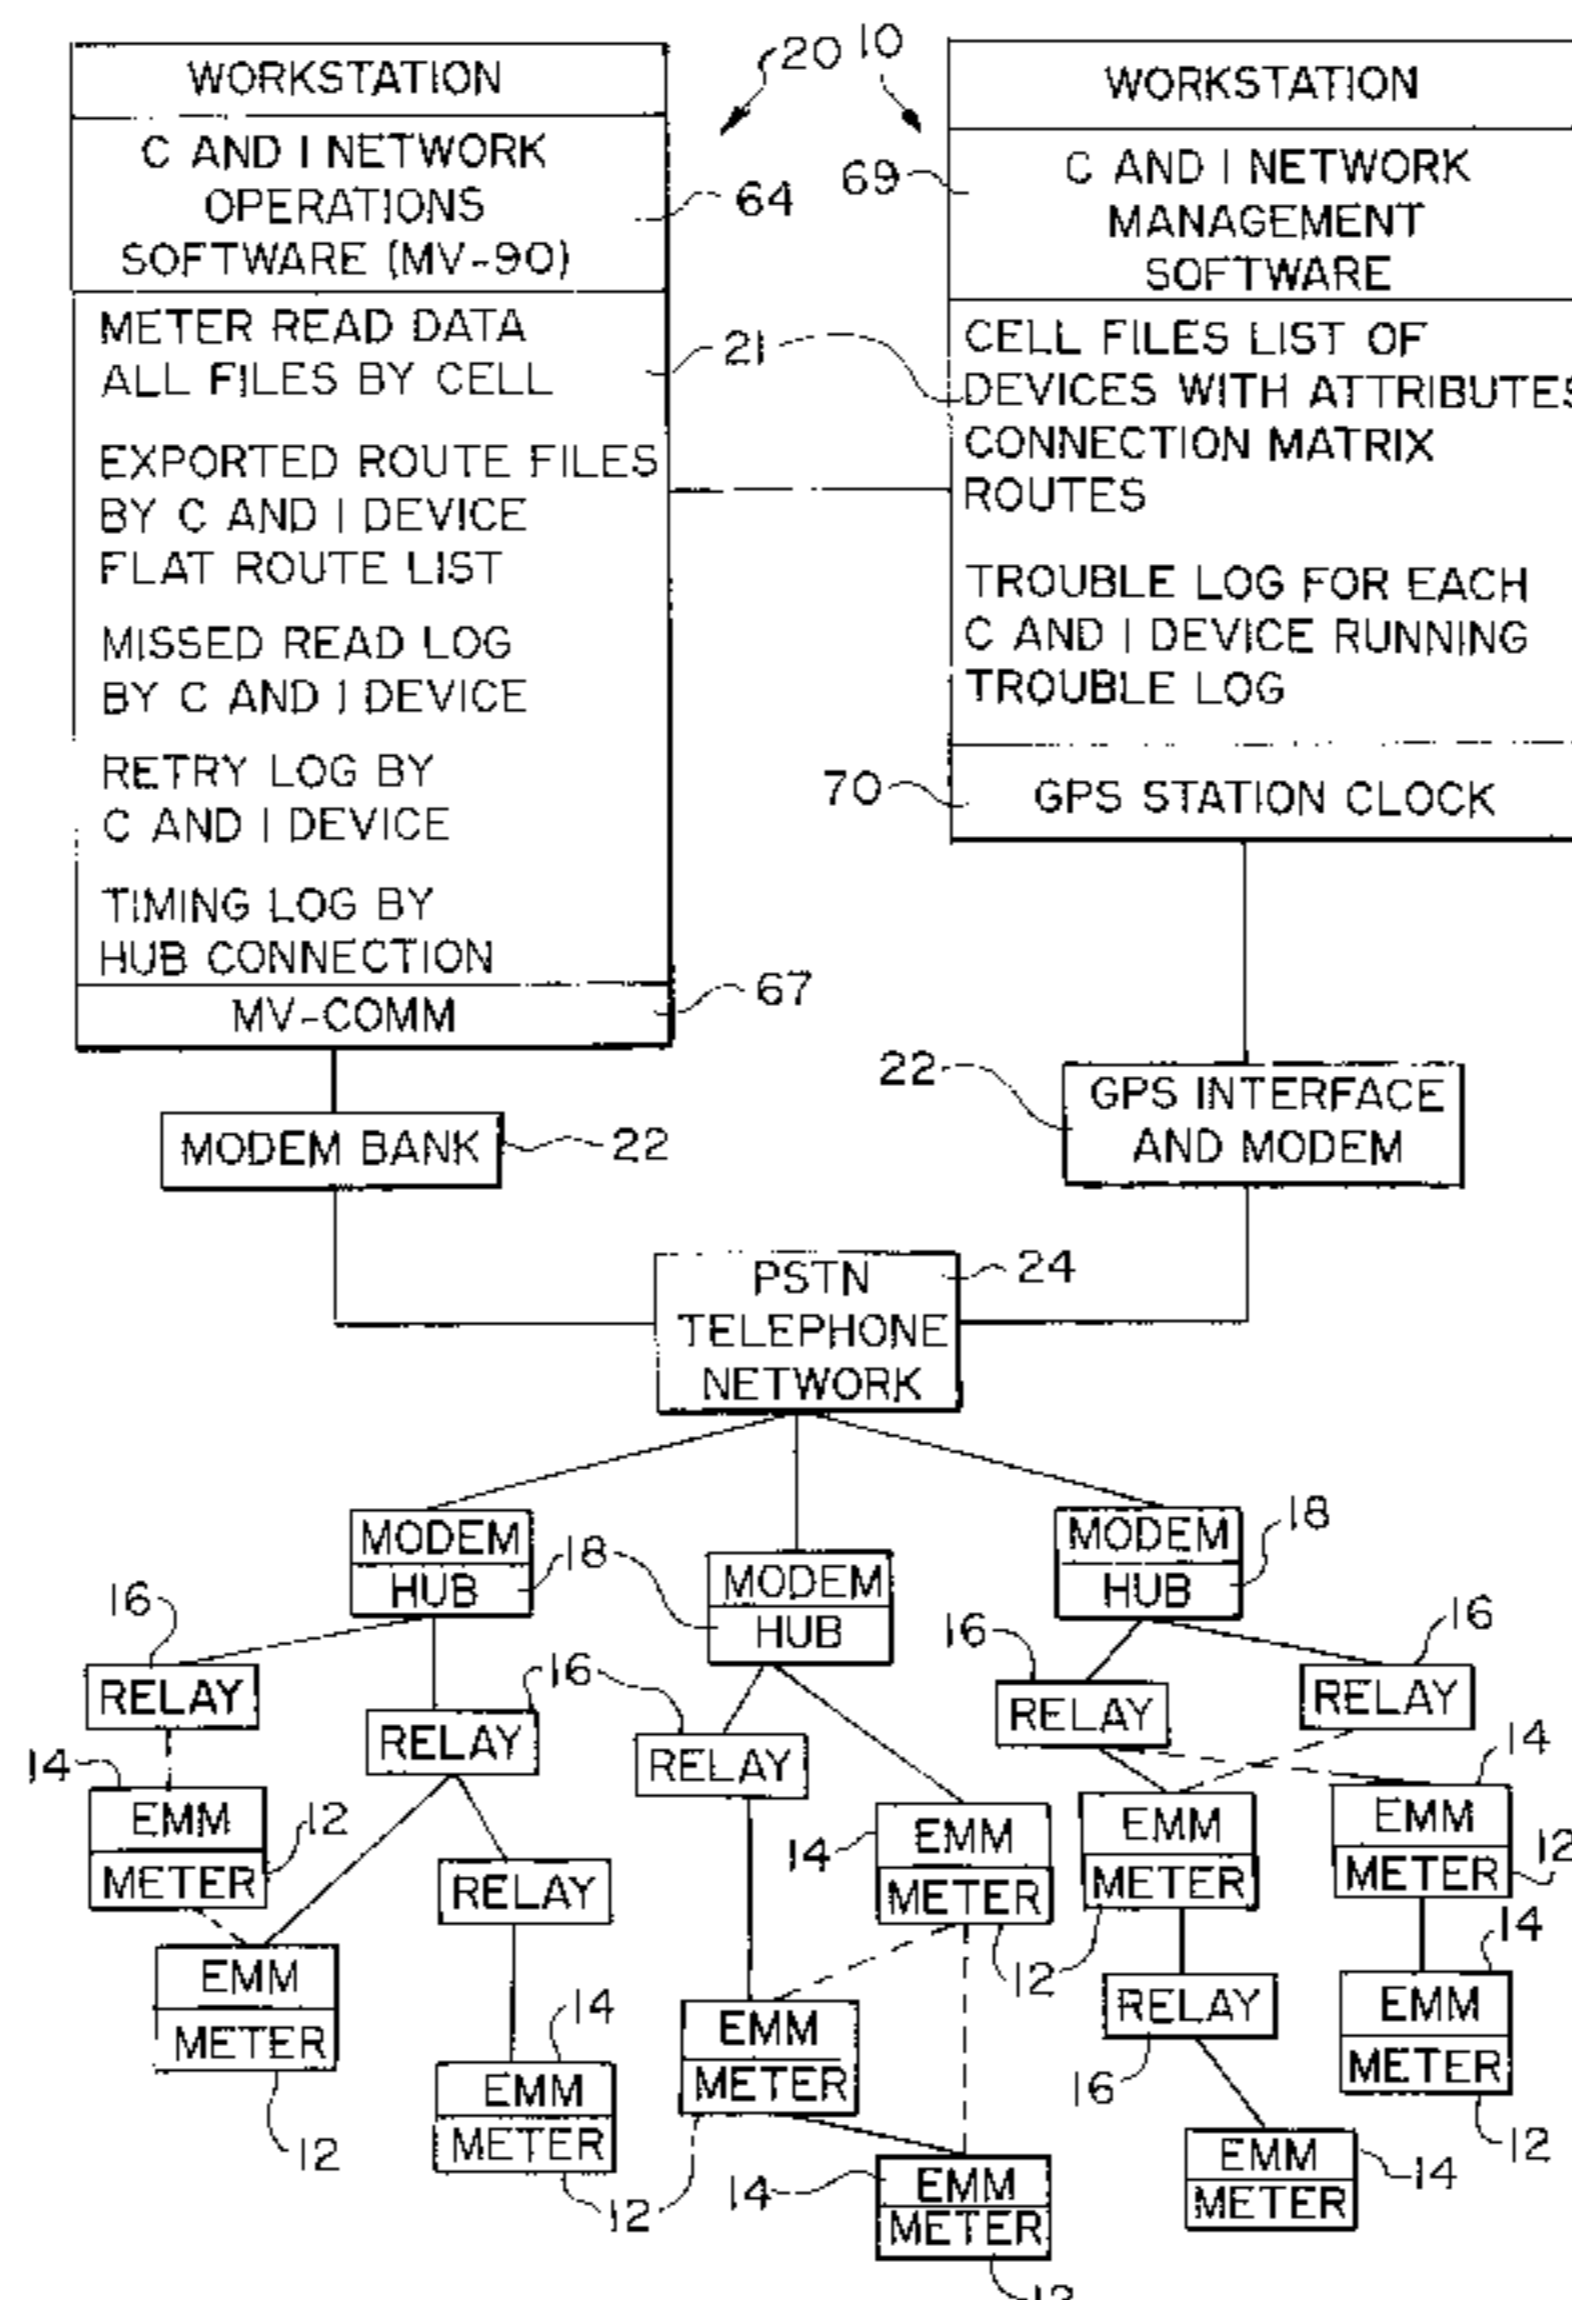 20
10
WORKSTATION
C AND I NETWORK
OPERATIONS
SOFTWARE (MV-90)
64
METER READ DATA
ALL FILES BY CELL
21
EXPORTED ROUTE FILES
BY C AND I DEVICE
FLAT ROUTE LIST
MISSED READ LOG
BY C AND I DEVICE
RETRY LOG BY
C AND I DEVICE
TIMING LOG BY
HUB CONNECTION
MV-COMM
67
WORKSTATION
69
C AND I NETWORK
MANAGEMENT
SOFTWARE
CELL FILES LIST OF
DEVICES WITH ATTRIBUTES
CONNECTION MATRIX
ROUTES
TROUBLE LOG FOR EACH
C AND I DEVICE RUNNING
TROUBLE LOG
70
GPS STATION CLOCK
MODEM BANK
22
22
GPS INTERFACE
AND MODEM
24
PSTN
TELEPHONE
NETWORK
MODEM
HUB
18
MODEM
HUB
MODEM
HUB
18
16
RELAY
16
RELAY
RELAY
16
RELAY
16
RELAY
14
EMM
METER
12
RELAY
14
EMM
METER
12
EMM
METER
14
EMM
METER
12
EMM
METER
12
14
EMM
METER
12
EMM
METER
RELAY
16
14
EMM
METER
12
14
EMM
METER
EMM
METER
14